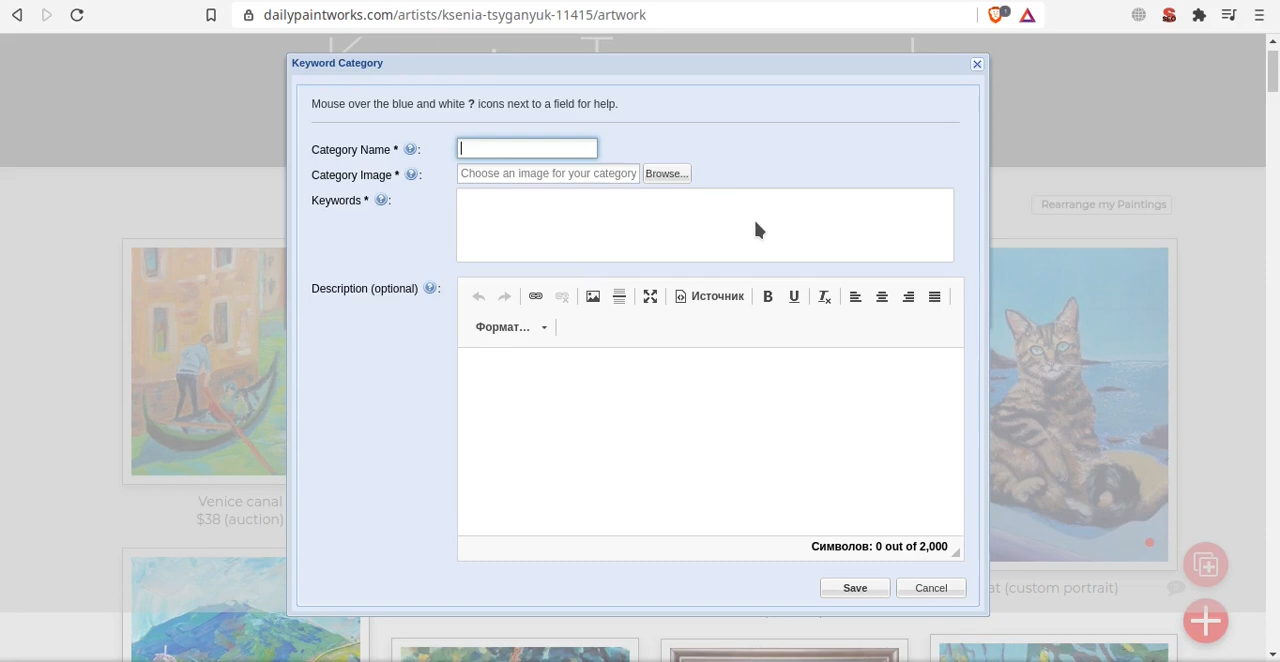 dailypaintworks.com/artists/ksenia-tsyganyuk-11415/artwork
Keyword Category
Mouse over the blue and white ? icons next to a field for help.
Category Name * ?:
Category Image * ?: Choose an image for your category Browse...
Keywords * ?:
Rearrange my Paintings
Description (optional) ?:
Источник B U
Формат...
Venice canal
$38 (auction)
Символов: 0 out of 2,000
Save Cancel
at (custom portrait)